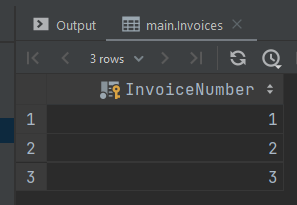 Output main.Invoices
3 rows
InvoiceNumber
1 1
2 2
3 3